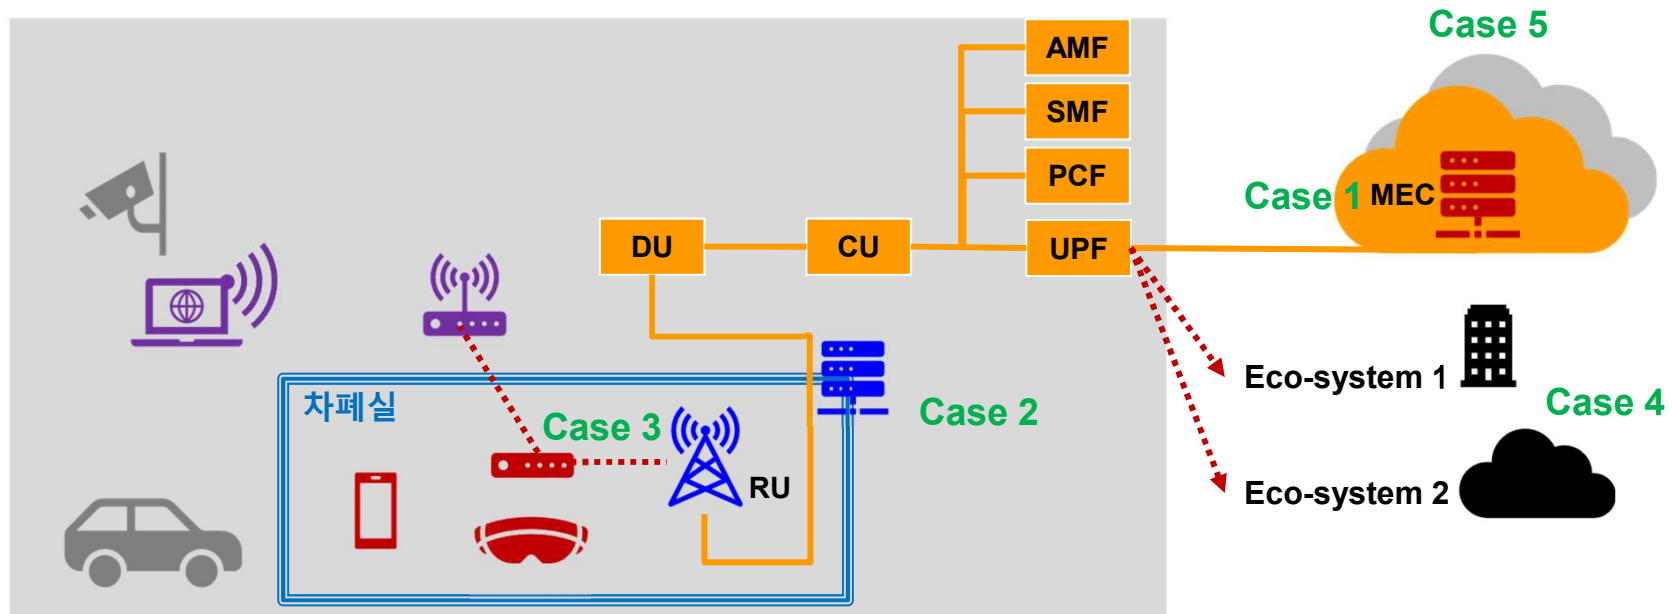 Case 5
AMF
SMF
PCF
Case 1 MEC
DU
CU
UPF
Eco-system 1
차폐실
Case 3
Case 2
Case 4
RU
Eco-system 2